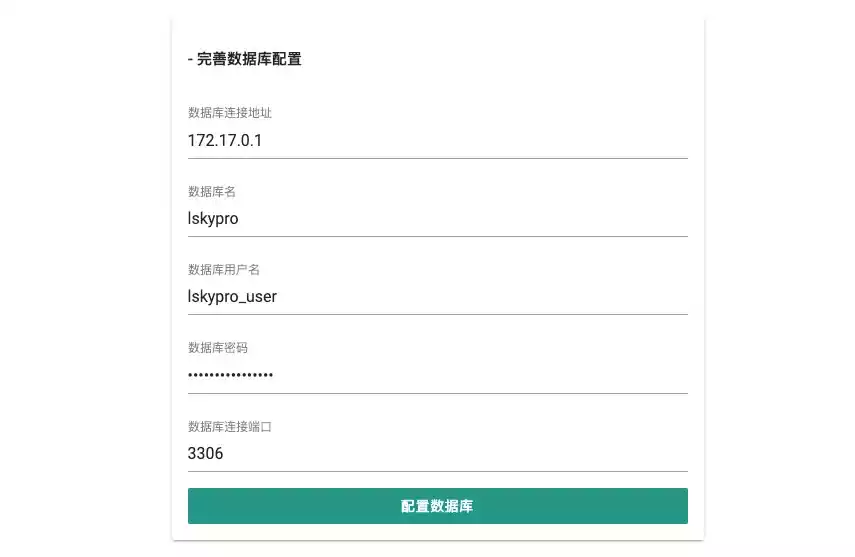 - 完善数据库配置
数据库连接地址
172.17.0.1
数据库名
lskypro
数据库用户名
lskypro_user
数据库密码
••••••••••••••••
数据库连接端口
3306
配置数据库